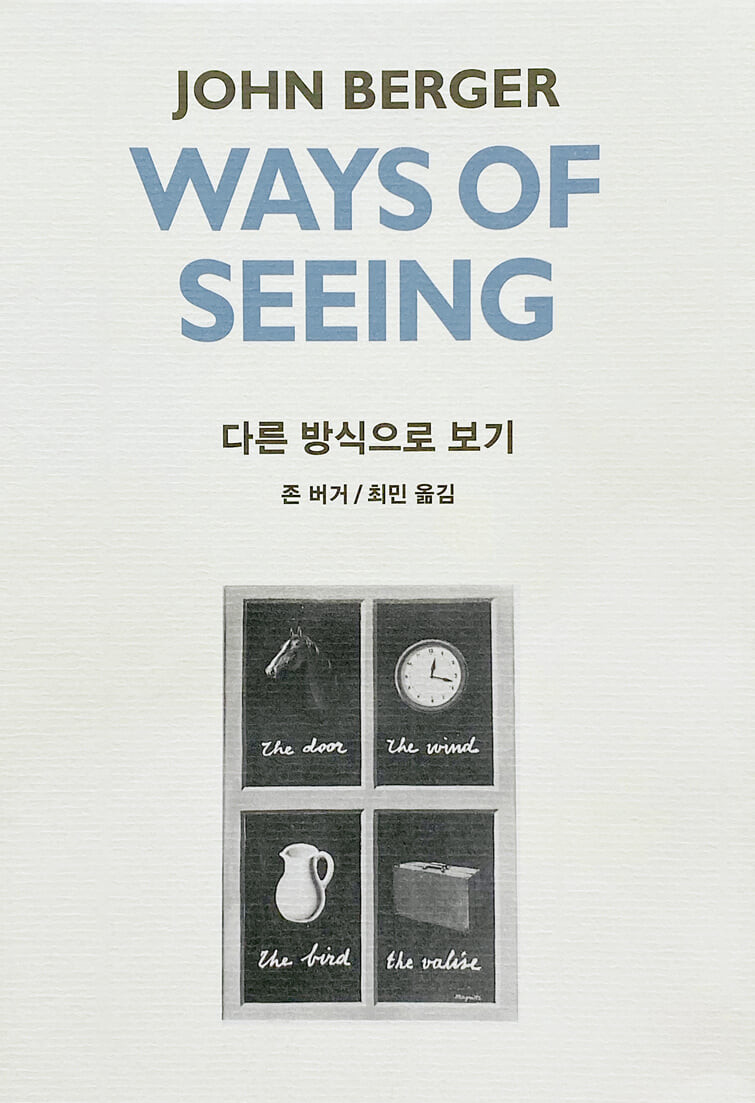 JOHN BERGER
WAYS OF
SEEING
다른 방식으로 보기
존 버거 / 최민 옮김
the door
the wind
the bird
the valise
Magritte